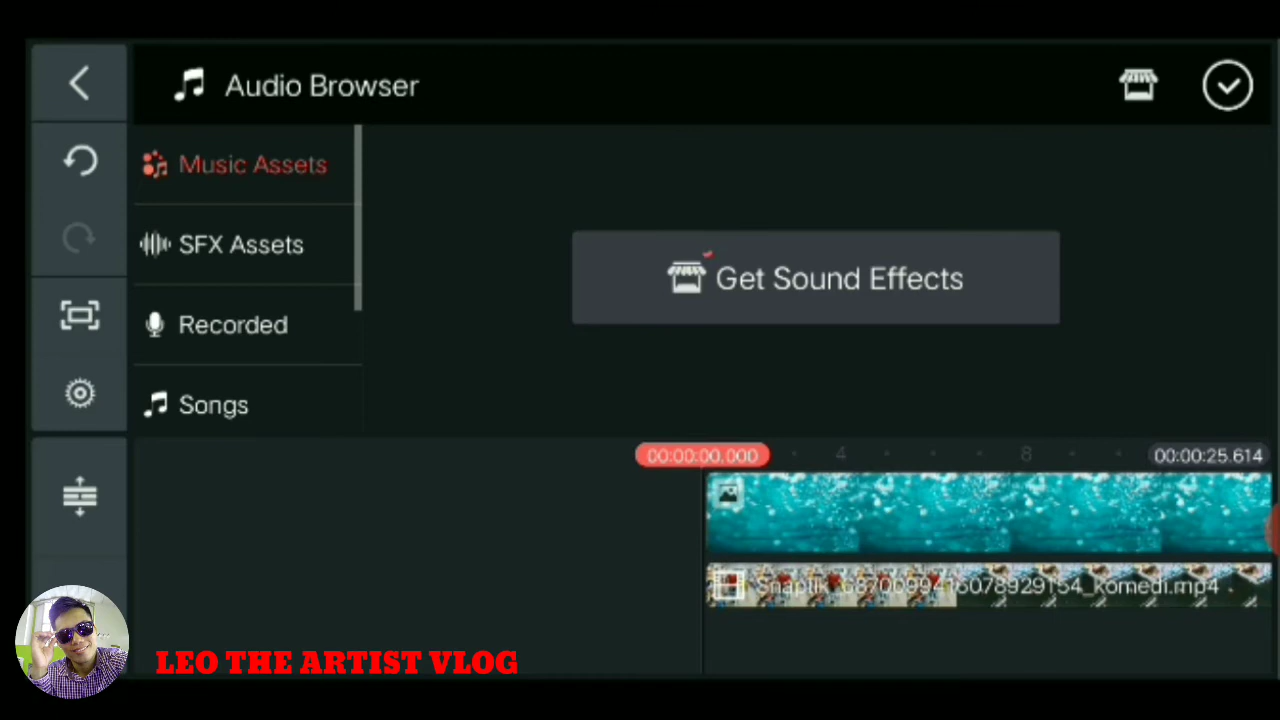 Audio Browser
Music Assets
SFX Assets
Get Sound Effects
Recorded
Songs
00:00:00.000
4
8
00:00:25.614
Snaptik_6870099416078929154_komedi.mp4
LEO THE ARTIST VLOG